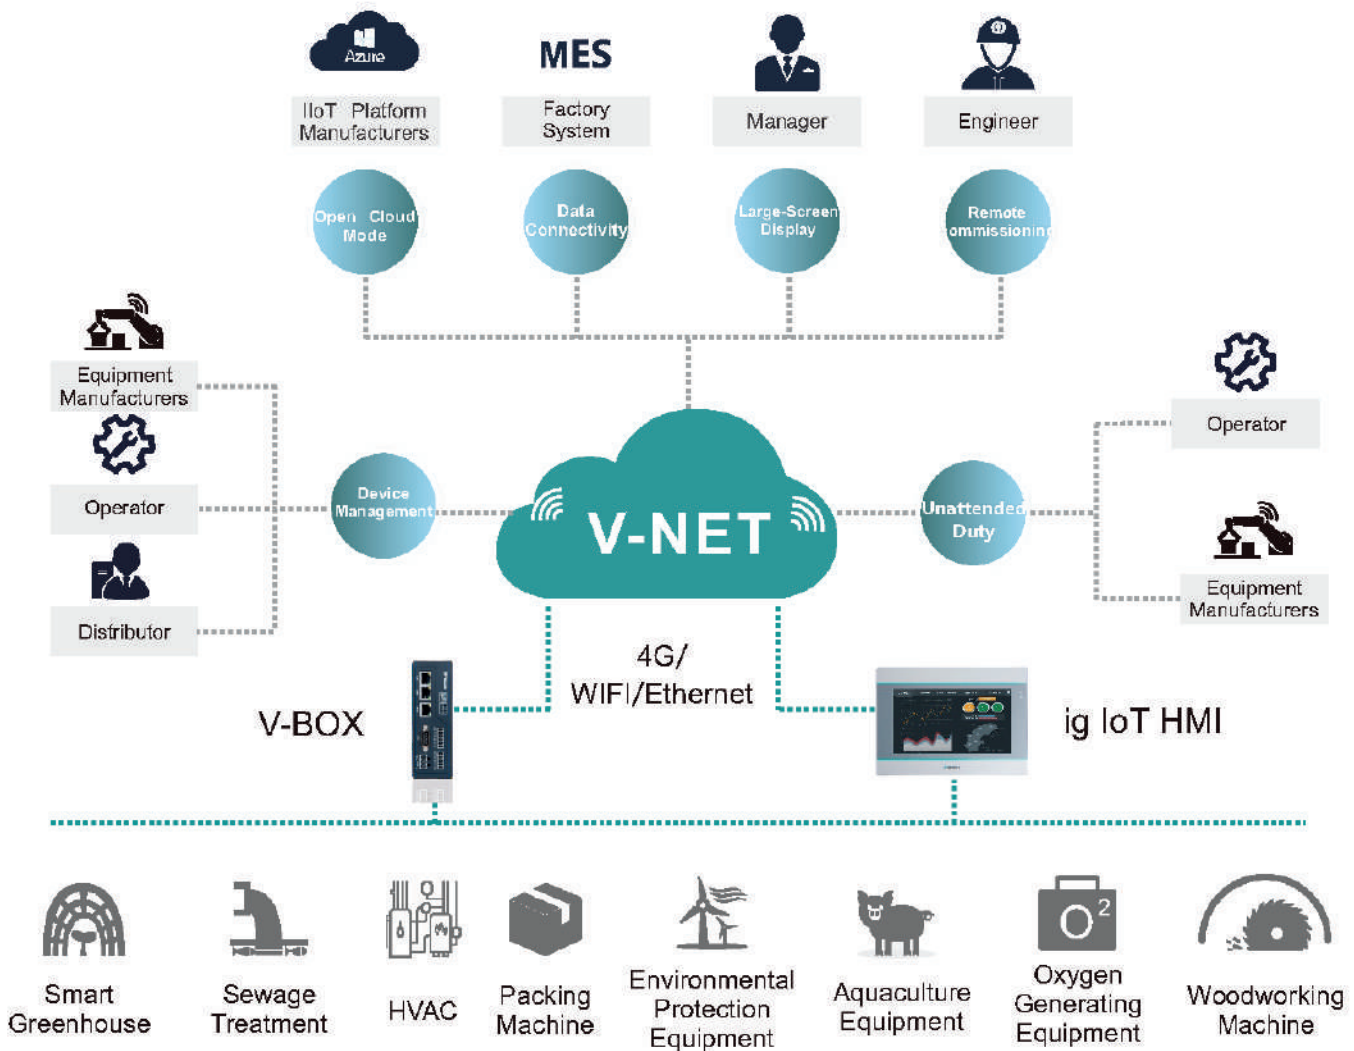 Azure
MES
IIoT Platform
Manufacturers
Factory
System
Manager
Engineer
Open Cloud
Mode
Data
Connectivity
Large-Screen
Display
Remote
ommissioning
Equipment
Manufacturers
Operator
Distributor
Device
Management
V-NET
Unattended
Duty
Operator
Equipment
Manufacturers
4G/
WIFI/Ethernet
V-BOX
ig IoT HMI
O2
Smart
Greenhouse
Sewage
Treatment
HVAC
Packing
Machine
Environmental
Protection
Equipment
Aquaculture
Equipment
Oxygen
Generating
Equipment
Woodworking
Machine